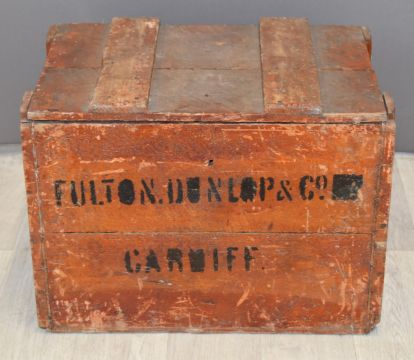 FULTON. DUNLOP & Cº
CARDIFF.